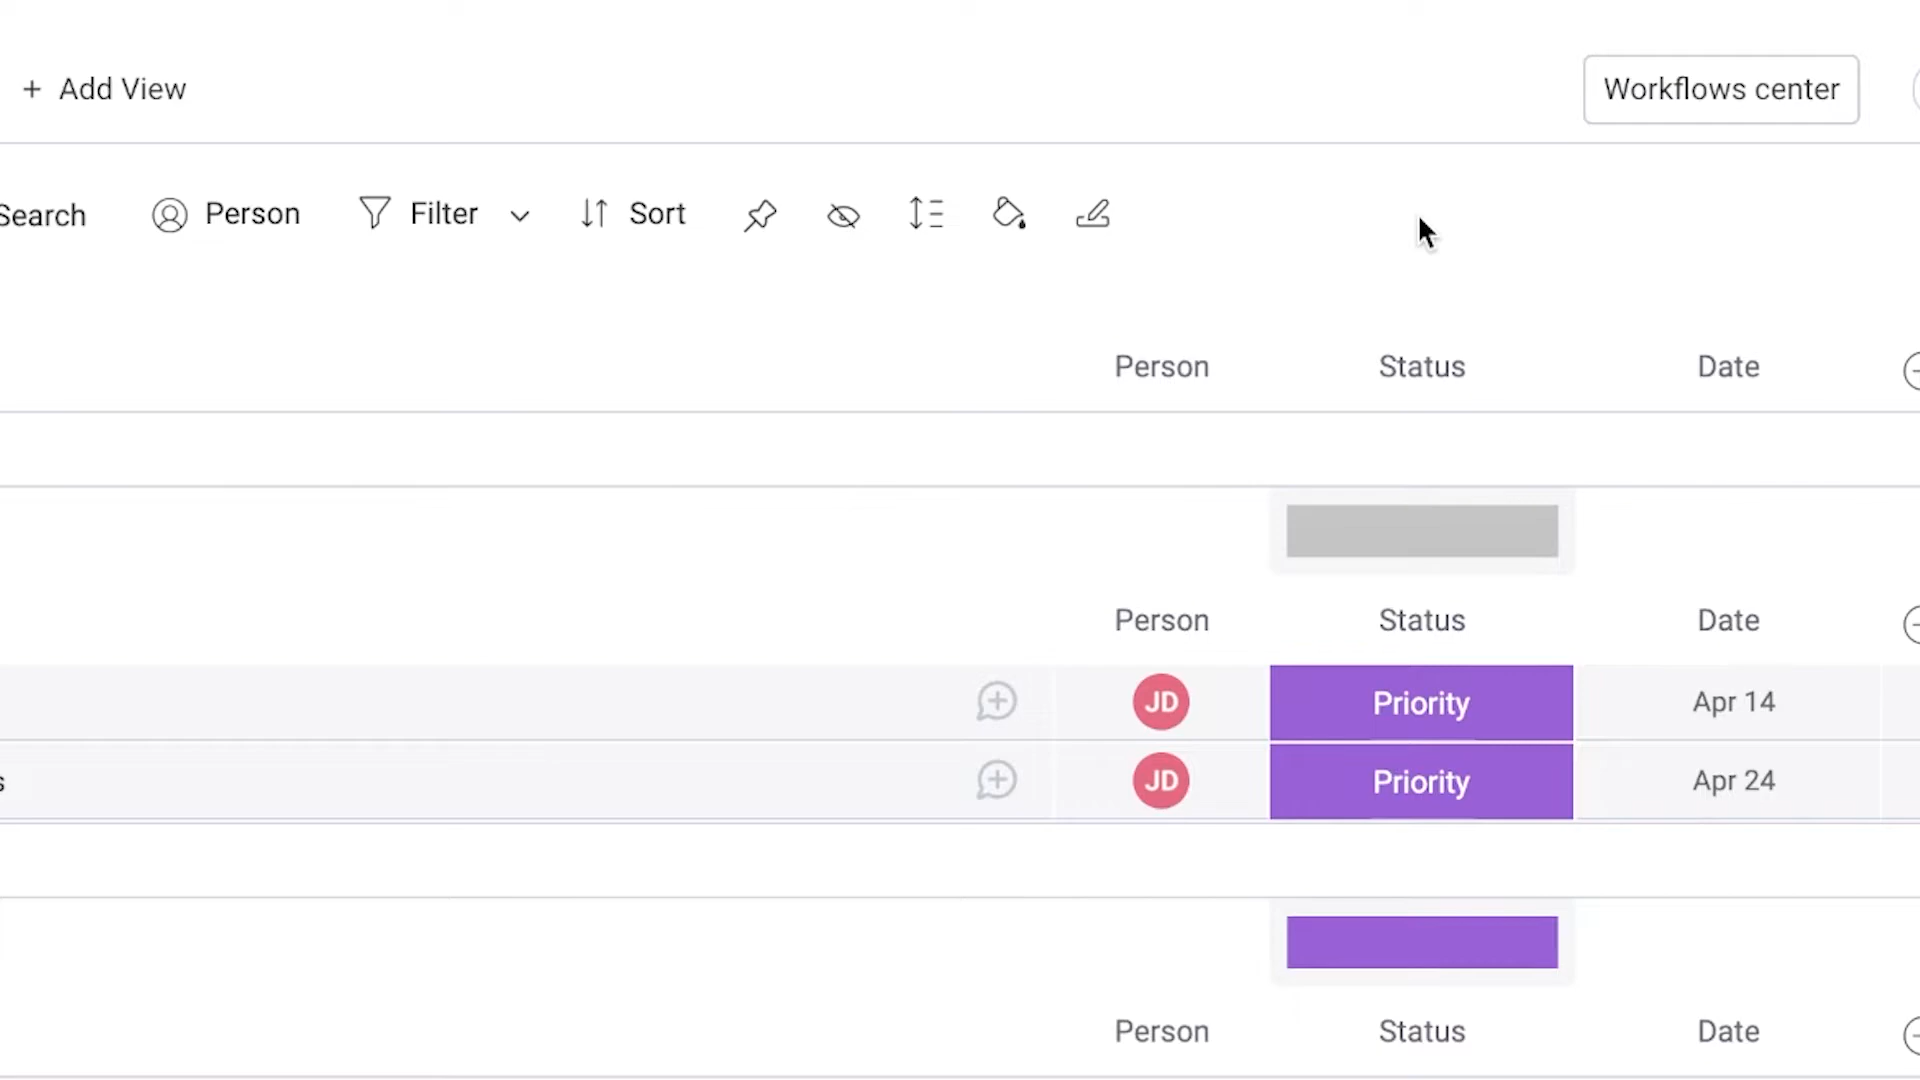 + Add View
Workflows center
Search
Person
Filter
Sort
Person Status Date
Person Status Date
JD Priority Apr 14
s JD Priority Apr 24
Person Status Date